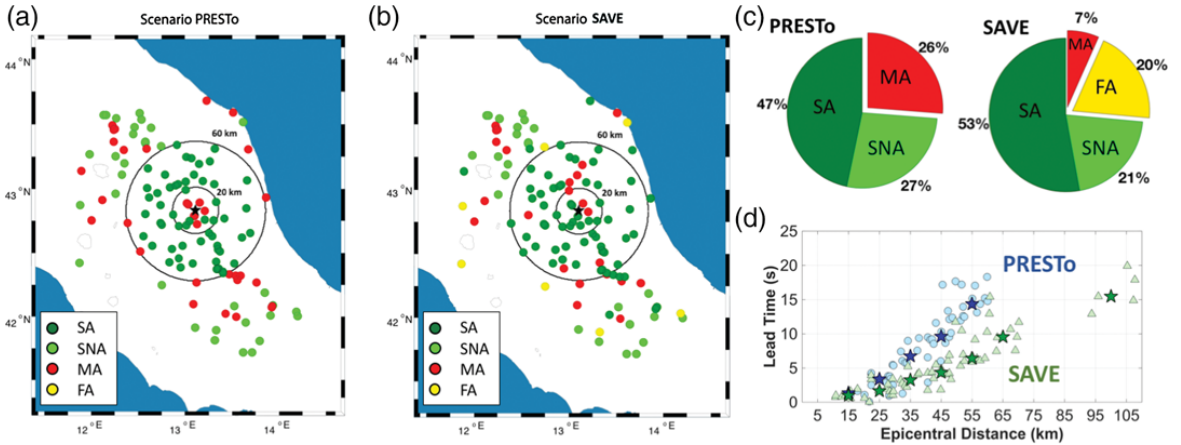 (a)
Scenario PRESTo
44°N
43°N
42°N
60 km
20 km
SA
SNA
MA
FA
12°E
13°E
14°E
(b)
Scenario SAVE
44°N
43°N
42°N
60 km
20 km
SA
SNA
MA
FA
12°E
13°E
14°E
(c)
PRESTo
26%
MA
47%
SA
SNA
27%
SAVE
7%
MA
20%
FA
SA
53%
SNA
21%
(d)
Lead Time (s)
25
20
15
10
5
0
PRESTo
SAVE
5 15 25 35 45 55 65 75 85 95 105
Epicentral Distance (km)